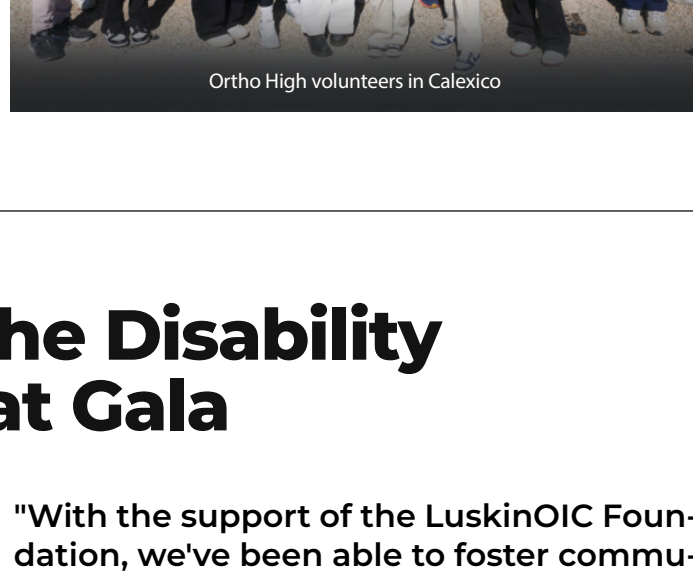 Ortho High volunteers in Calexico
he Disability
at Gala
"With the support of the LuskinOIC Foun-
dation, we've been able to foster commu-